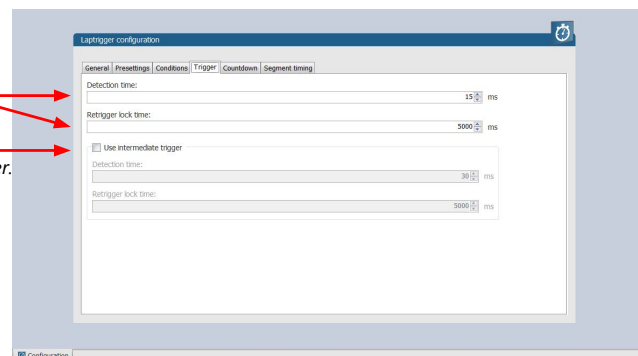 Laptrigger configuration
General Presettings Conditions Trigger Countdown Segment timing
Detection time:
15 ms
Retrigger lock time:
5000 ms
Use intermediate trigger
er.
Detection time:
30 ms
Retrigger lock time:
5000 ms
Configuration